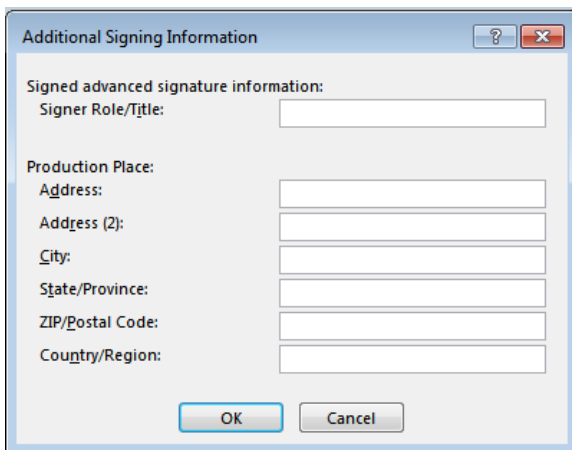 Additional Signing Information
Signed advanced signature information:
Signer Role/Title:
Production Place:
Address:
Address (2):
City:
State/Province:
ZIP/Postal Code:
Country/Region:
OK Cancel